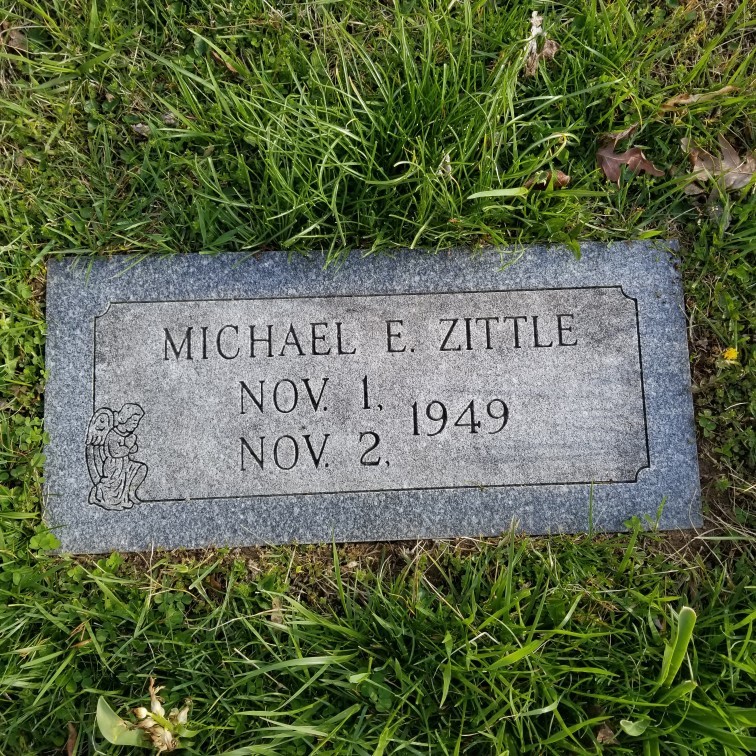 MICHAEL E. ZITTLE
NOV. 1,
1949
NOV. 2,